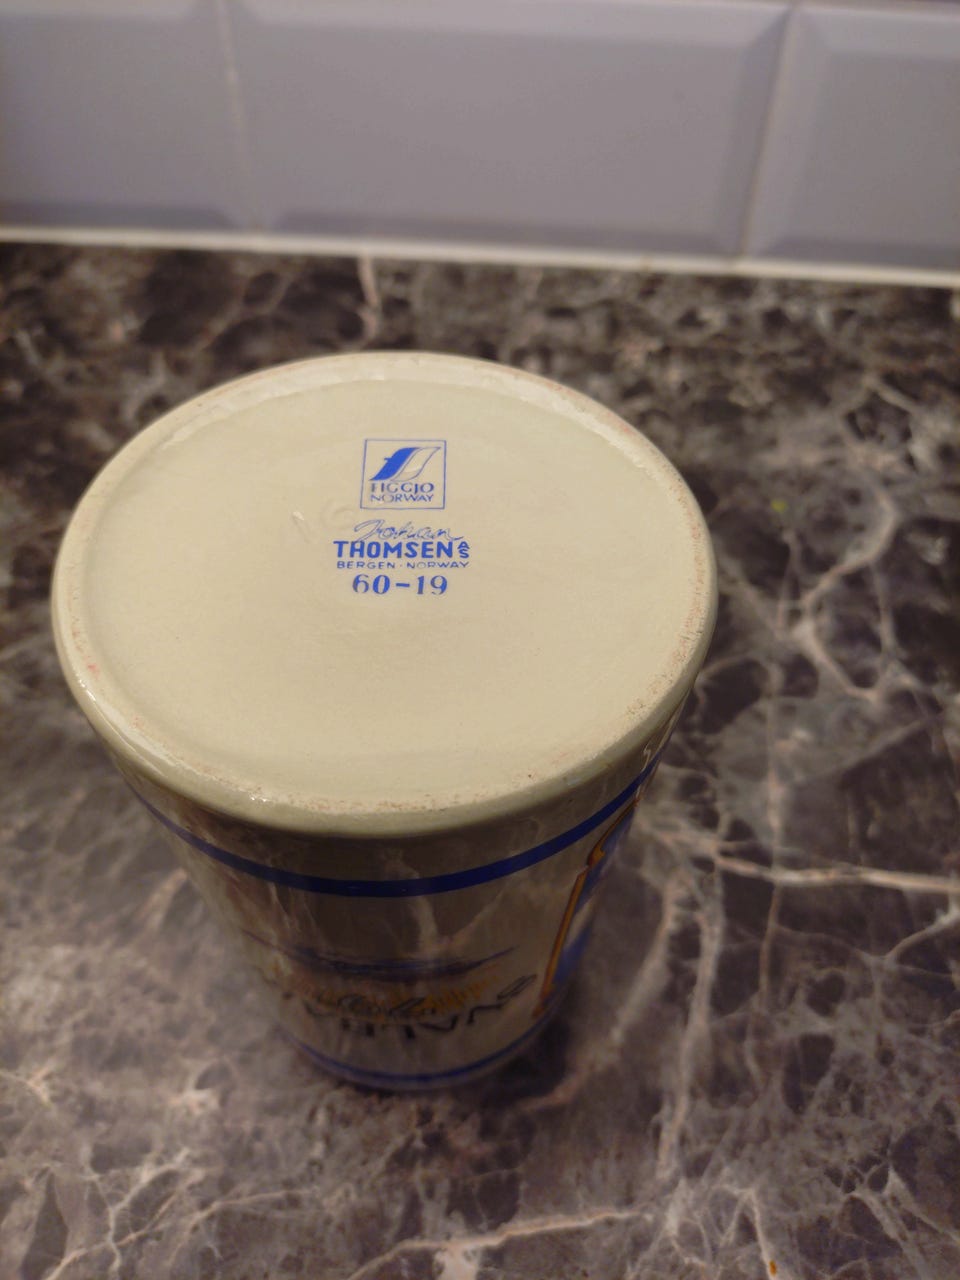 FIGGJO
NORWAY
Johan
THOMSEN A/S
BERGEN · NORWAY
60-19